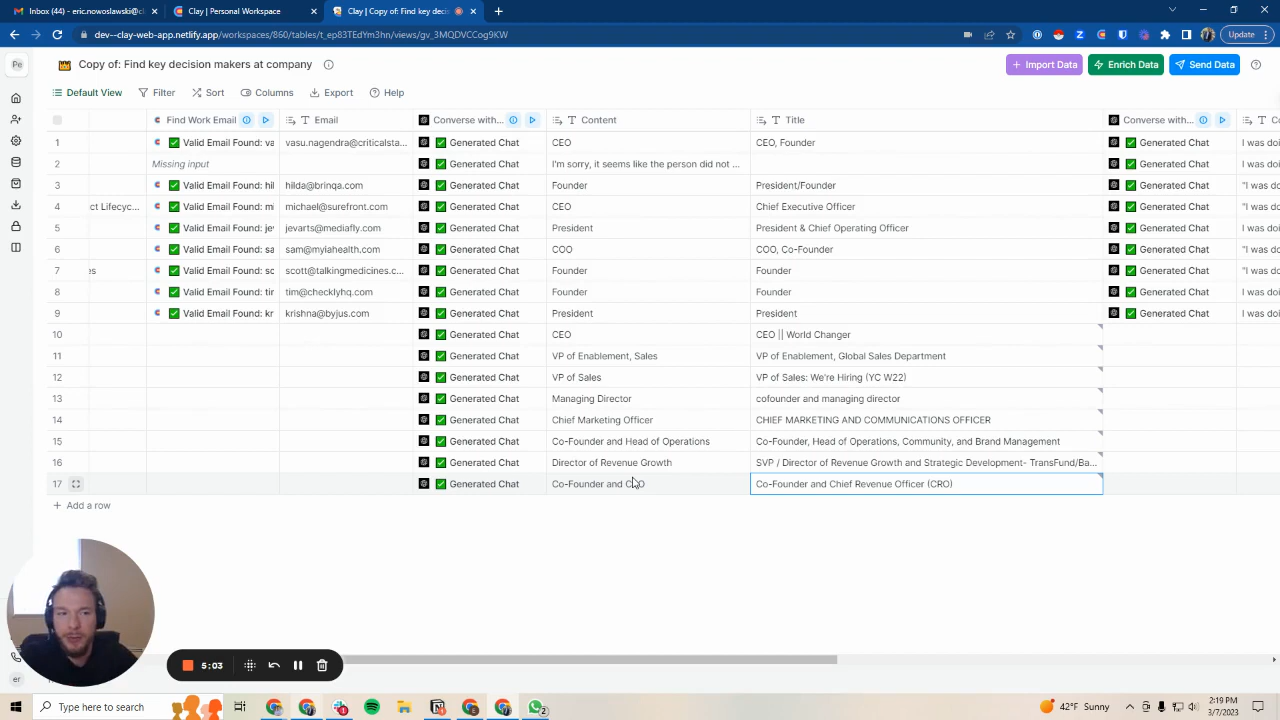 Inbox (44) - eric.nowoslawski@cl
Clay | Portal
Clay | Copy of: Find key deci
dev--clay-web-app.netlify.app/workspaces/860/tables/t_ep83TEdYm3hn/views/gv_3MQDVCCog9KW
Update
Pe
Copy of: Find key decision makers at company
Import Data
Enrich Data
Send Data
Default View
Filter
Sort
Columns
Export
Help
Find Work Email Email Converse with... Content Title Converse with...
1 Valid Email Found: va vasu.nagendra@criticalsta... Generated Chat CEO CEO, Founder Generated Chat I was doi
2 Missing input Generated Chat I'm sorry, it seems like the person did not ... Generated Chat I was doi
3 Valid Email Found: hil hilda@brinqa.com Generated Chat Founder President/Founder Generated Chat "I was do
4 ct Lifecyc... Valid Email Found: mi michael@surefront.com Generated Chat CEO Chief Executive Officer Generated Chat "I was do
5 Valid Email Found: je jevarts@mediafly.com Generated Chat President President & Chief Operating Officer Generated Chat I was doi
6 Valid Email Found: sa sam@myiahealth.com Generated Chat COO COO, Co-Founder Generated Chat "I was do
7 Valid Email Found: sc scott@talkingmedicines.c... Generated Chat Founder Founder Generated Chat "I was do
8 Valid Email Found: tir tim@checklyhq.com Generated Chat Founder Founder Generated Chat "I was do
9 Valid Email Found: kr krishna@byjus.com Generated Chat President President Generated Chat I was doi
10 Generated Chat CEO CEO || World Changer
11 Generated Chat VP of Enablement, Sales VP of Enablement, Global Sales Department
12 Generated Chat VP of Sales VP of Sales: We're Hiring (YC W22)
13 Generated Chat Managing Director cofounder and managing director
14 Generated Chat Chief Marketing Officer CHIEF MARKETING AND COMMUNICATIONS OFFICER
15 Generated Chat Co-Founder and Head of Operations Co-Founder, Head of Operations, Community, and Brand Management
16 Generated Chat Director of Revenue Growth SVP / Director of Revenue Growth and Strategic Development- TransFund/Ba...
17 Generated Chat Co-Founder and CRO Co-Founder and Chief Revenue Officer (CRO)
+ Add a row
er
5:03
Type here to search
42°F Sunny
2:19 PM
3/7/2023